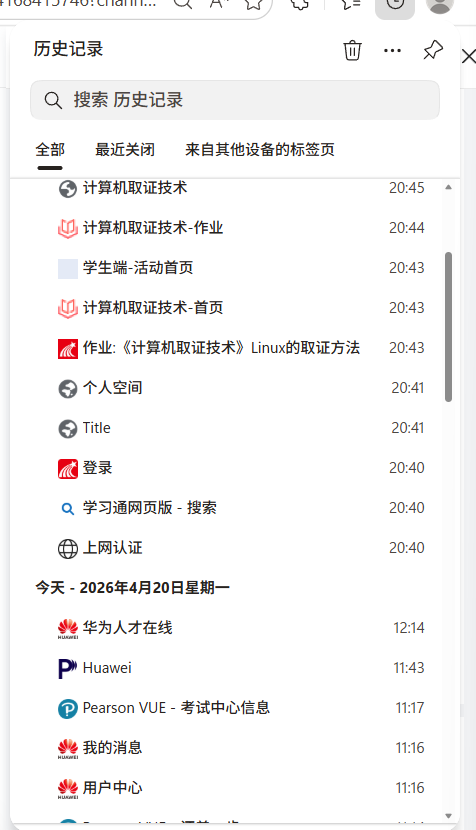 历史记录
搜索 历史记录
全部 最近关闭 来自其他设备的标签页
计算机取证技术 20:45
计算机取证技术-作业 20:44
学生端-活动首页 20:43
计算机取证技术-首页 20:43
作业:《计算机取证技术》Linux的取证方法 20:43
个人空间 20:41
Title 20:41
登录 20:40
学习通网页版 - 搜索 20:40
上网认证 20:40
今天 - 2026年4月20日星期一
HUAWEI 华为人才在线 12:14
Huawei 11:43
Pearson VUE - 考试中心信息 11:17
HUAWEI 我的消息 11:16
HUAWEI 用户中心 11:16